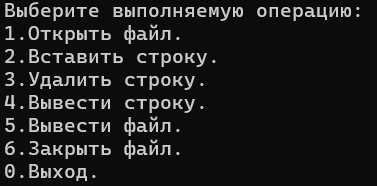 Выберите выполняемую операцию:
1.Открыть файл.
2.Вставить строку.
3.Удалить строку.
4.Вывести строку.
5.Вывести файл.
6.Закрыть файл.
0.Выход.